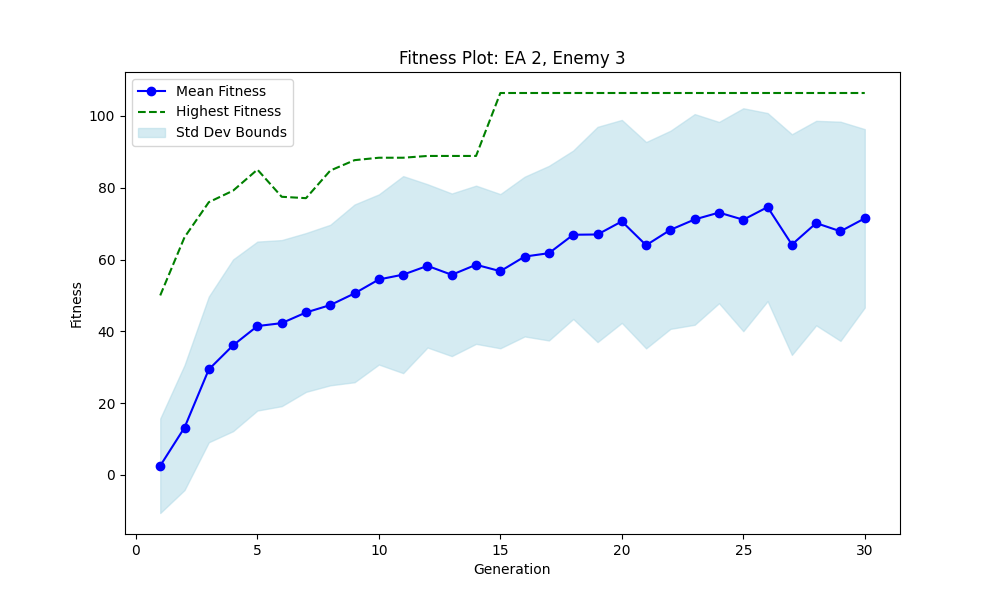 Fitness Plot: EA 2, Enemy 3
Mean Fitness
Highest Fitness
Std Dev Bounds
Fitness
100
80
60
40
20
0
0 5 10 15 20 25 30
Generation